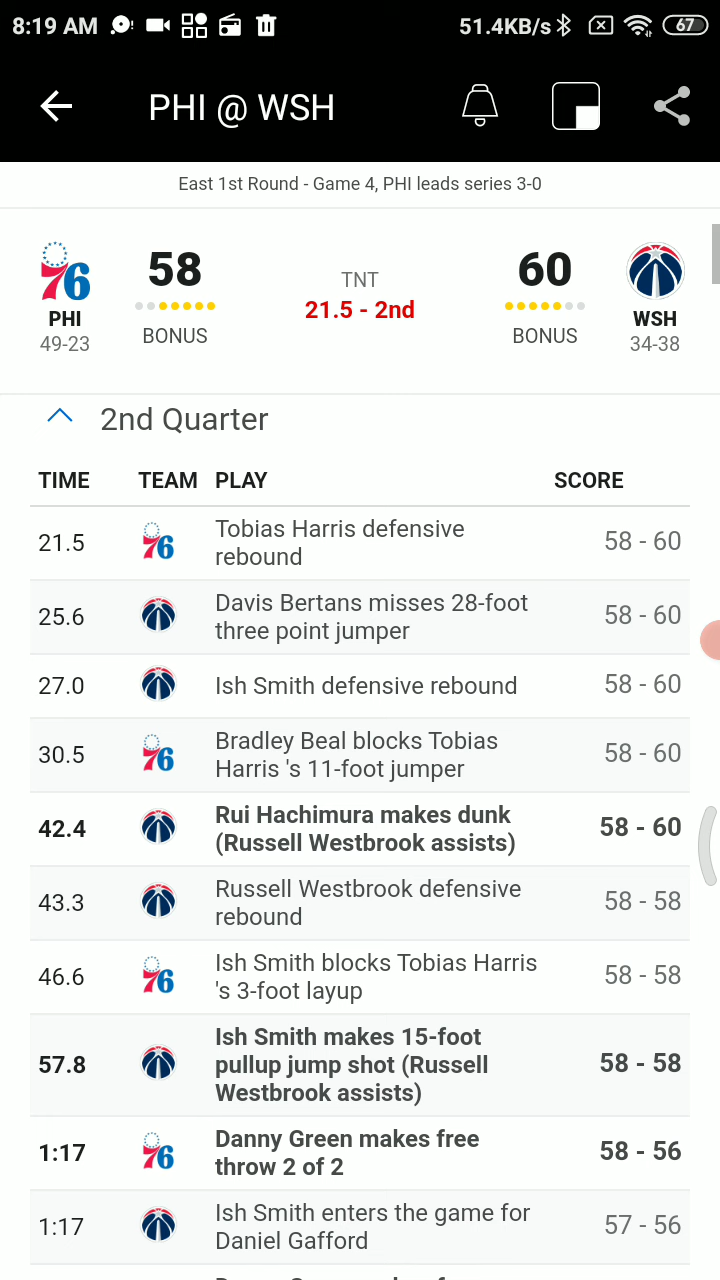 8:19 AM 51.4KB/s 67
PHI @ WSH
East 1st Round - Game 4, PHI leads series 3-0
76 58 TNT 60
PHI BONUS 21.5 - 2nd BONUS WSH
49-23 34-38
2nd Quarter
TIME TEAM PLAY SCORE
21.5 76 Tobias Harris defensive
rebound 58 - 60
25.6 Davis Bertans misses 28-foot
three point jumper 58 - 60
27.0 Ish Smith defensive rebound 58 - 60
30.5 76 Bradley Beal blocks Tobias
Harris 's 11-foot jumper 58 - 60
42.4 Rui Hachimura makes dunk
(Russell Westbrook assists) 58 - 60
43.3 Russell Westbrook defensive
rebound 58 - 58
46.6 76 Ish Smith blocks Tobias Harris
's 3-foot layup 58 - 58
57.8 Ish Smith makes 15-foot
pullup jump shot (Russell
Westbrook assists) 58 - 58
1:17 76 Danny Green makes free
throw 2 of 2 58 - 56
1:17 Ish Smith enters the game for
Daniel Gafford 57 - 56